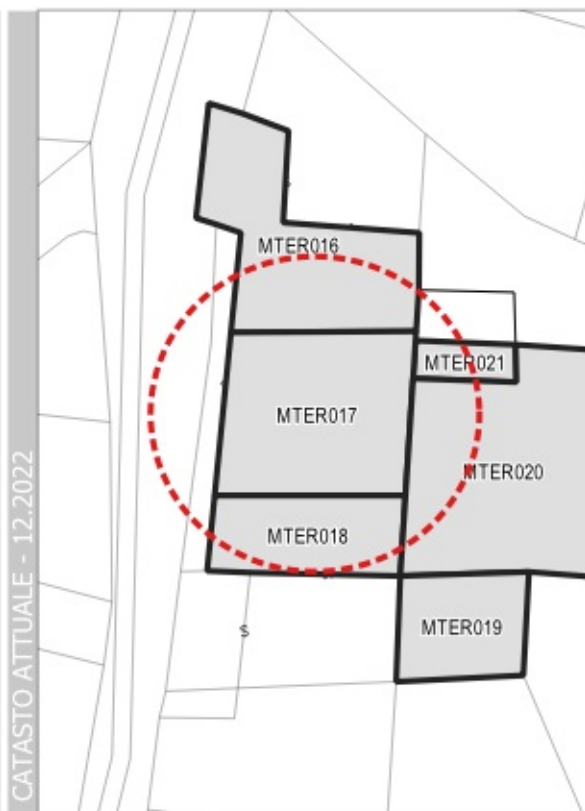 CATASTO ATTUALE - 12.2022
MTER016
MTER021
MTER017
MTER020
MTER018
MTER019
S